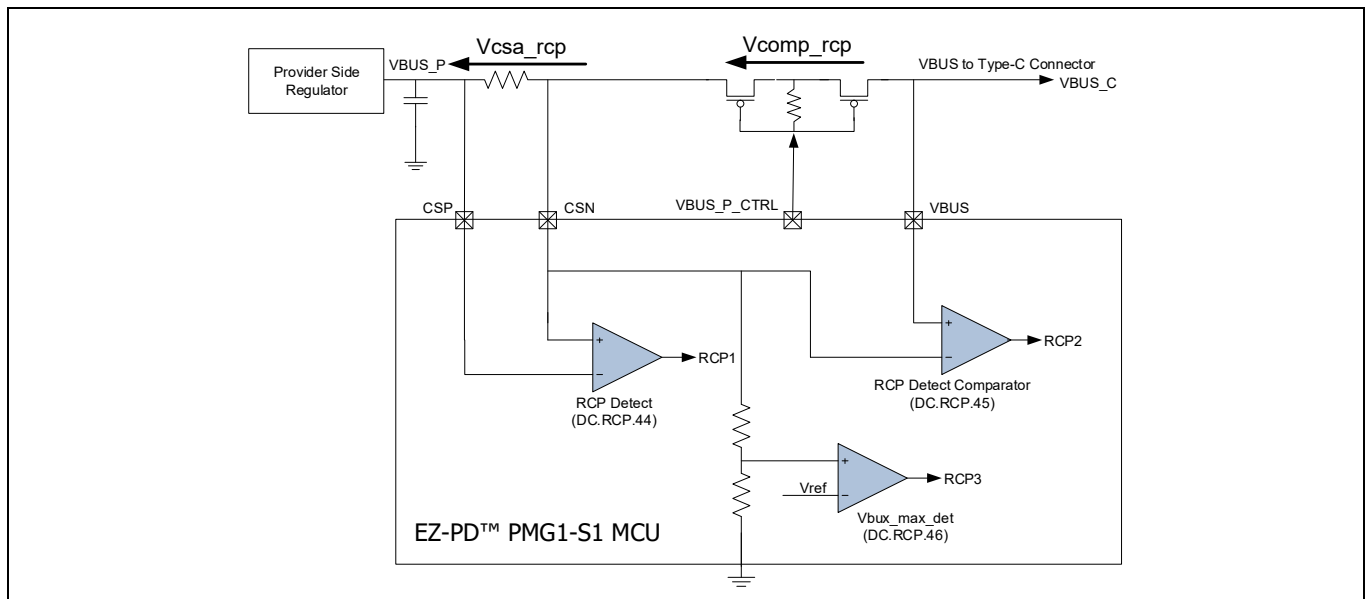 Vcsa_rcp
Vcomp_rcp
Provider Side
Regulator
VBUS_P
VBUS to Type-C Connector
VBUS_C
CSP
CSN
VBUS_P_CTRL
VBUS
+
-
RCP1
RCP Detect
(DC.RCP.44)
+
-
RCP2
RCP Detect Comparator
(DC.RCP.45)
+
-
Vref
RCP3
Vbux_max_det
(DC.RCP.46)
EZ-PD™ PMG1-S1 MCU